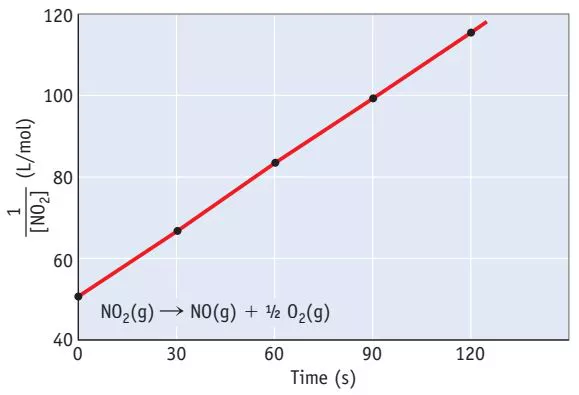 120
100
80
60
40
1
[NO₂]
(L/mol)
NO₂(g) → NO(g) + ½ O₂(g)
0 30 60 90 120
Time (s)